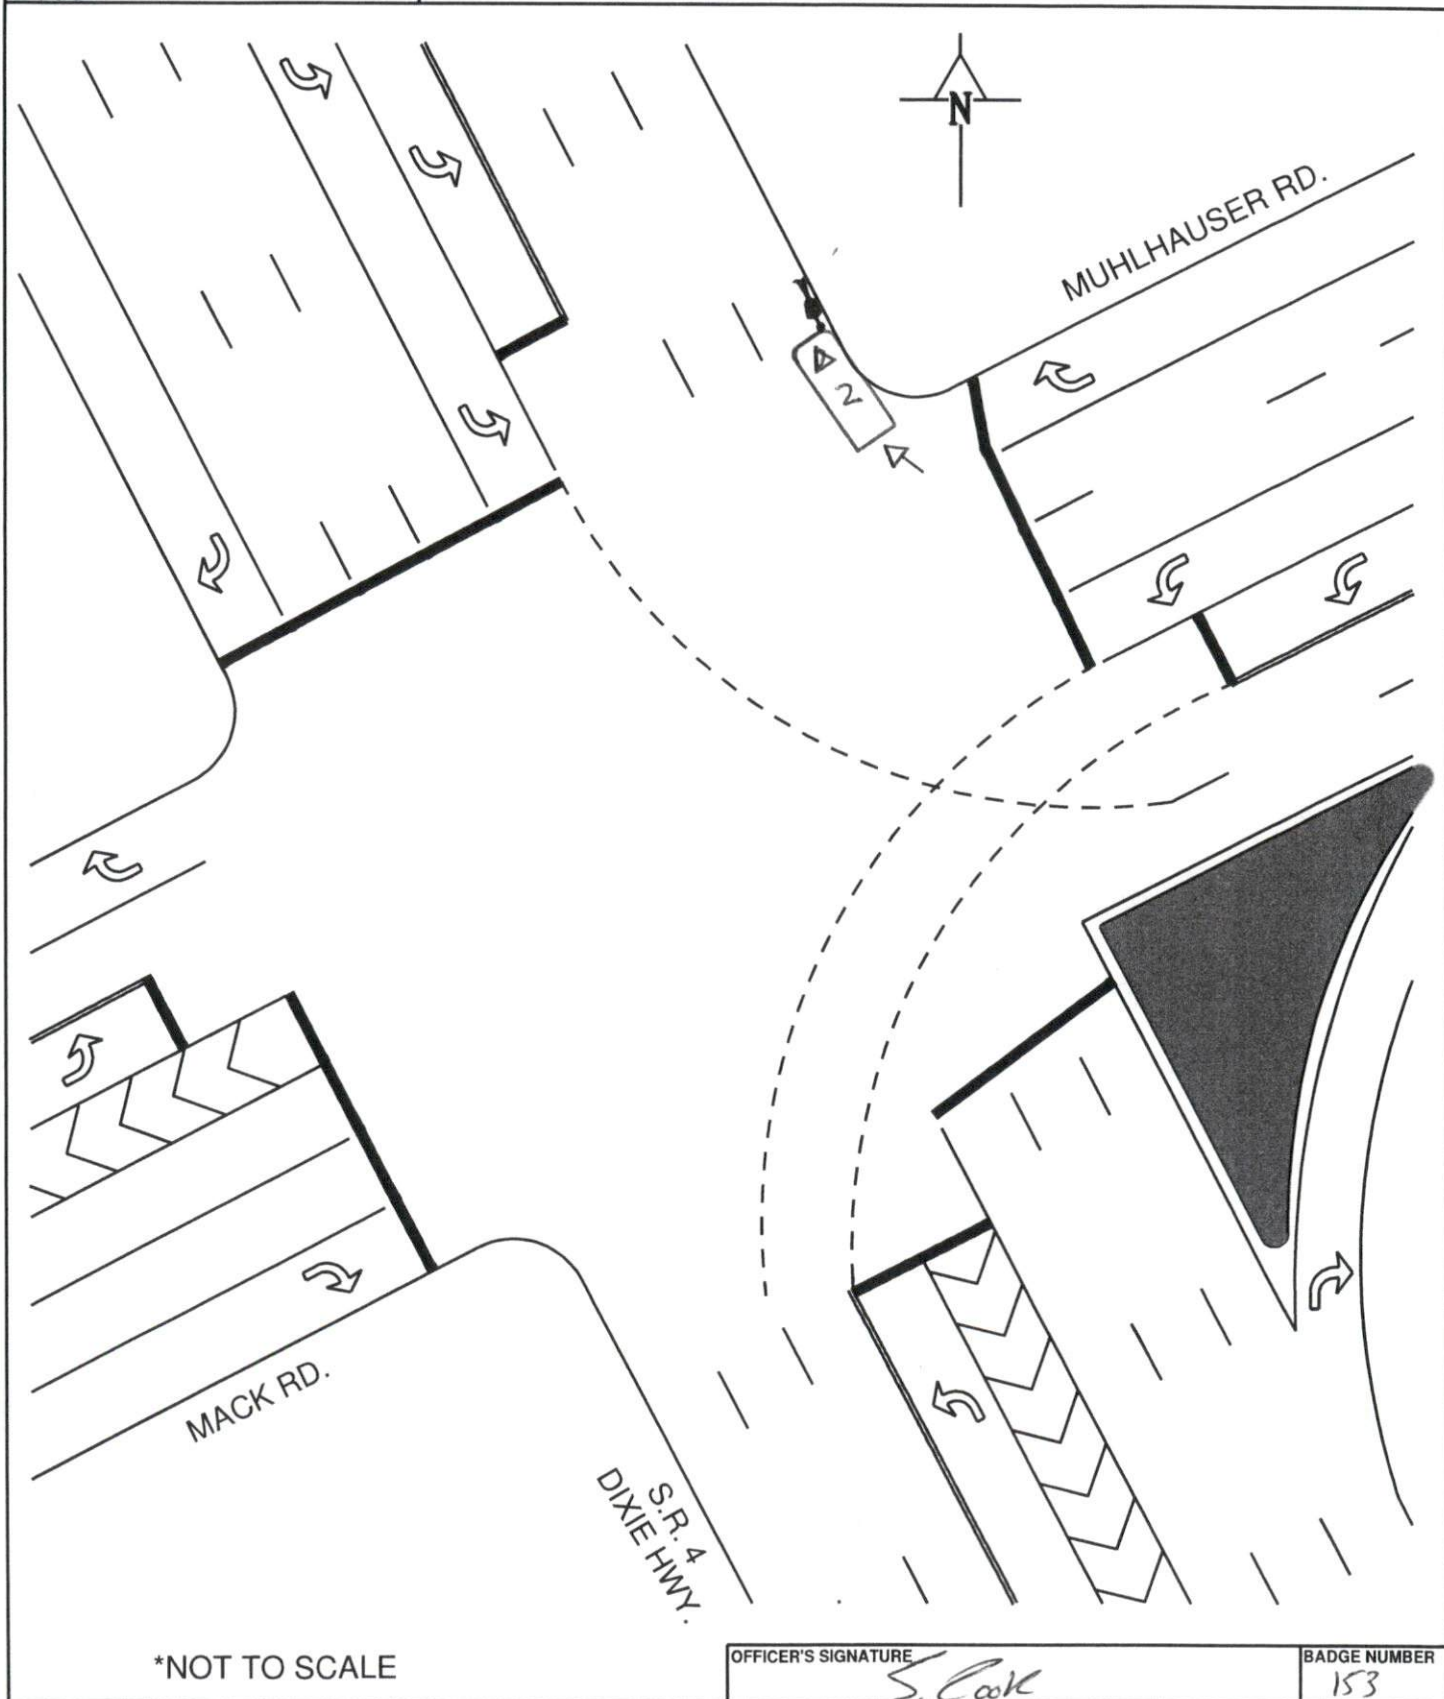 N
MUHLHAUSER RD.
2
MACK RD.
S.R. 4
DIXIE HWY.
*NOT TO SCALE
OFFICER'S SIGNATURE
S. Cook
BADGE NUMBER
153